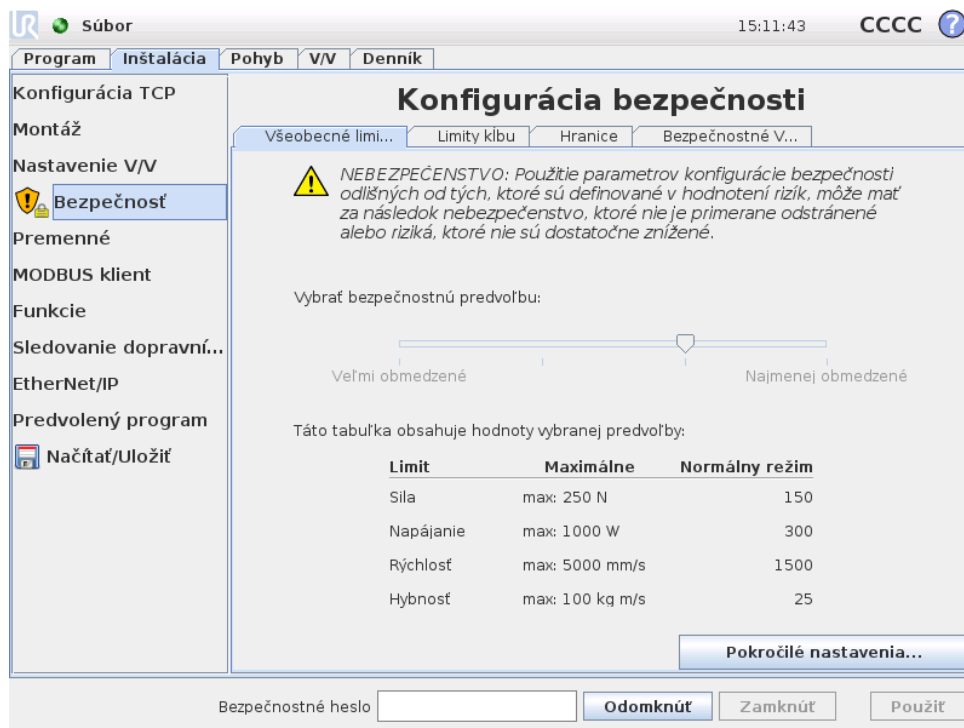 UR Súbor 15:11:43 CCCC ?
Program Inštalácia Pohyb V/V Denník
Konfigurácia TCP
Montáž
Nastavenie V/V
Bezpečnosť
Premenné
MODBUS klient
Funkcie
Sledovanie dopravní...
EtherNet/IP
Predvolený program
Načítať/Uložiť
Konfigurácia bezpečnosti
Všeobecné limi... Limity kĺbu Hranice Bezpečnostné V...
NEBEZPEČENSTVO: Použitie parametrov konfigurácie bezpečnosti
odlišných od tých, ktoré sú definované v hodnotení rizík, môže mať
za následok nebezpečenstvo, ktoré nie je primerane odstránené
alebo riziká, ktoré nie sú dostatočne znížené.
Vybrať bezpečnostnú predvoľbu:
Veľmi obmedzené Najmenej obmedzené
Táto tabuľka obsahuje hodnoty vybranej predvoľby:
Limit Maximálne Normálny režim
Sila max: 250 N 150
Napájanie max: 1000 W 300
Rýchlosť max: 5000 mm/s 1500
Hybnosť max: 100 kg m/s 25
Pokročilé nastavenia...
Bezpečnostné heslo Odomknúť Zamknúť Použiť